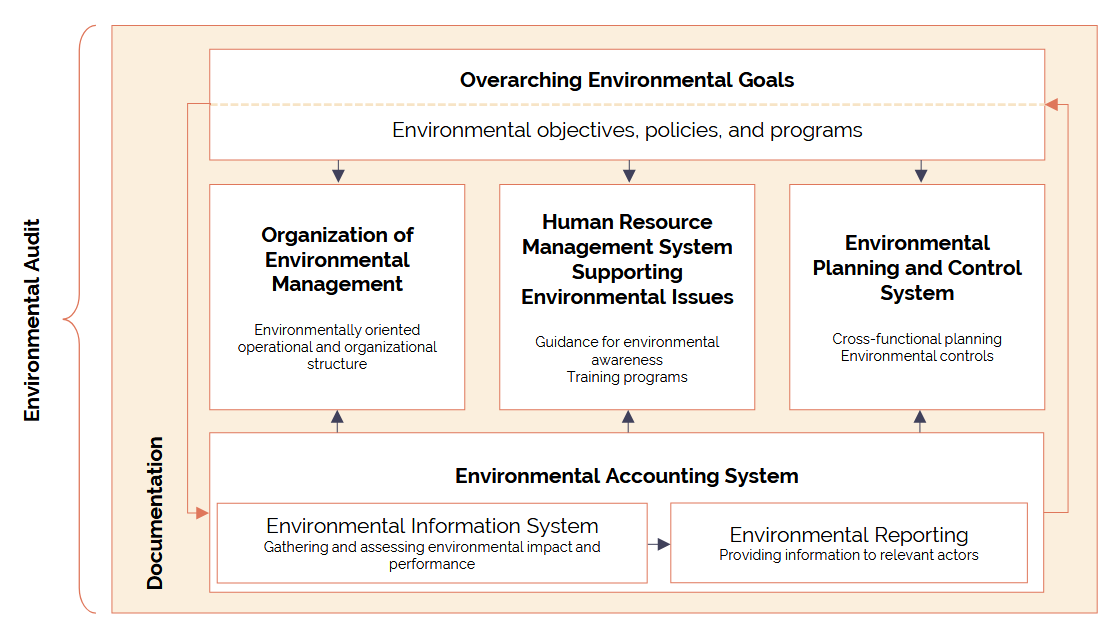 Environmental Audit
Documentation
Overarching Environmental Goals
Environmental objectives, policies, and programs
Organization of
Environmental
Management
Environmentally oriented
operational and organizational
structure
Human Resource
Management System
Supporting
Environmental Issues
Guidance for environmental
awareness
Training programs
Environmental
Planning and Control
System
Cross-functional planning
Environmental controls
Environmental Accounting System
Environmental Information System
Gathering and assessing environmental impact and
performance
Environmental Reporting
Providing information to relevant actors